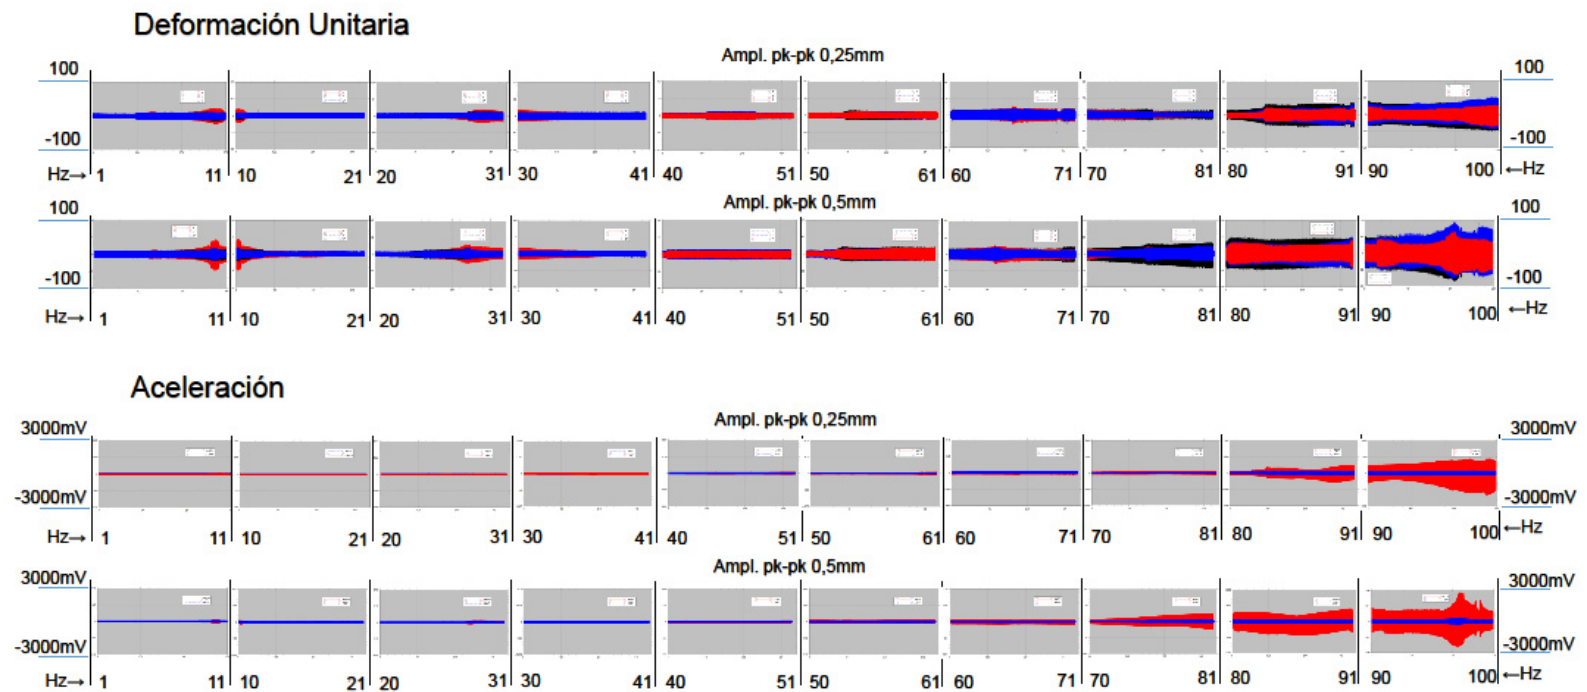 Deformación Unitaria
Ampl. pk-pk 0,25mm
100 100
-100 -100
Hz→ 1 11 10 21 20 31 30 41 40 51 50 61 60 71 70 81 80 91 90 100 ←Hz
Ampl. pk-pk 0,5mm
100 100
-100 -100
Hz→ 1 11 10 21 20 31 30 41 40 51 50 61 60 71 70 81 80 91 90 100 ←Hz
Aceleración
Ampl. pk-pk 0,25mm
3000mV 3000mV
-3000mV -3000mV
Hz→ 1 11 10 21 20 31 30 41 40 51 50 61 60 71 70 81 80 91 90 100 ←Hz
Ampl. pk-pk 0,5mm
3000mV 3000mV
-3000mV -3000mV
Hz→ 1 11 10 21 20 31 30 41 40 51 50 61 60 71 70 81 80 91 90 100 ←Hz